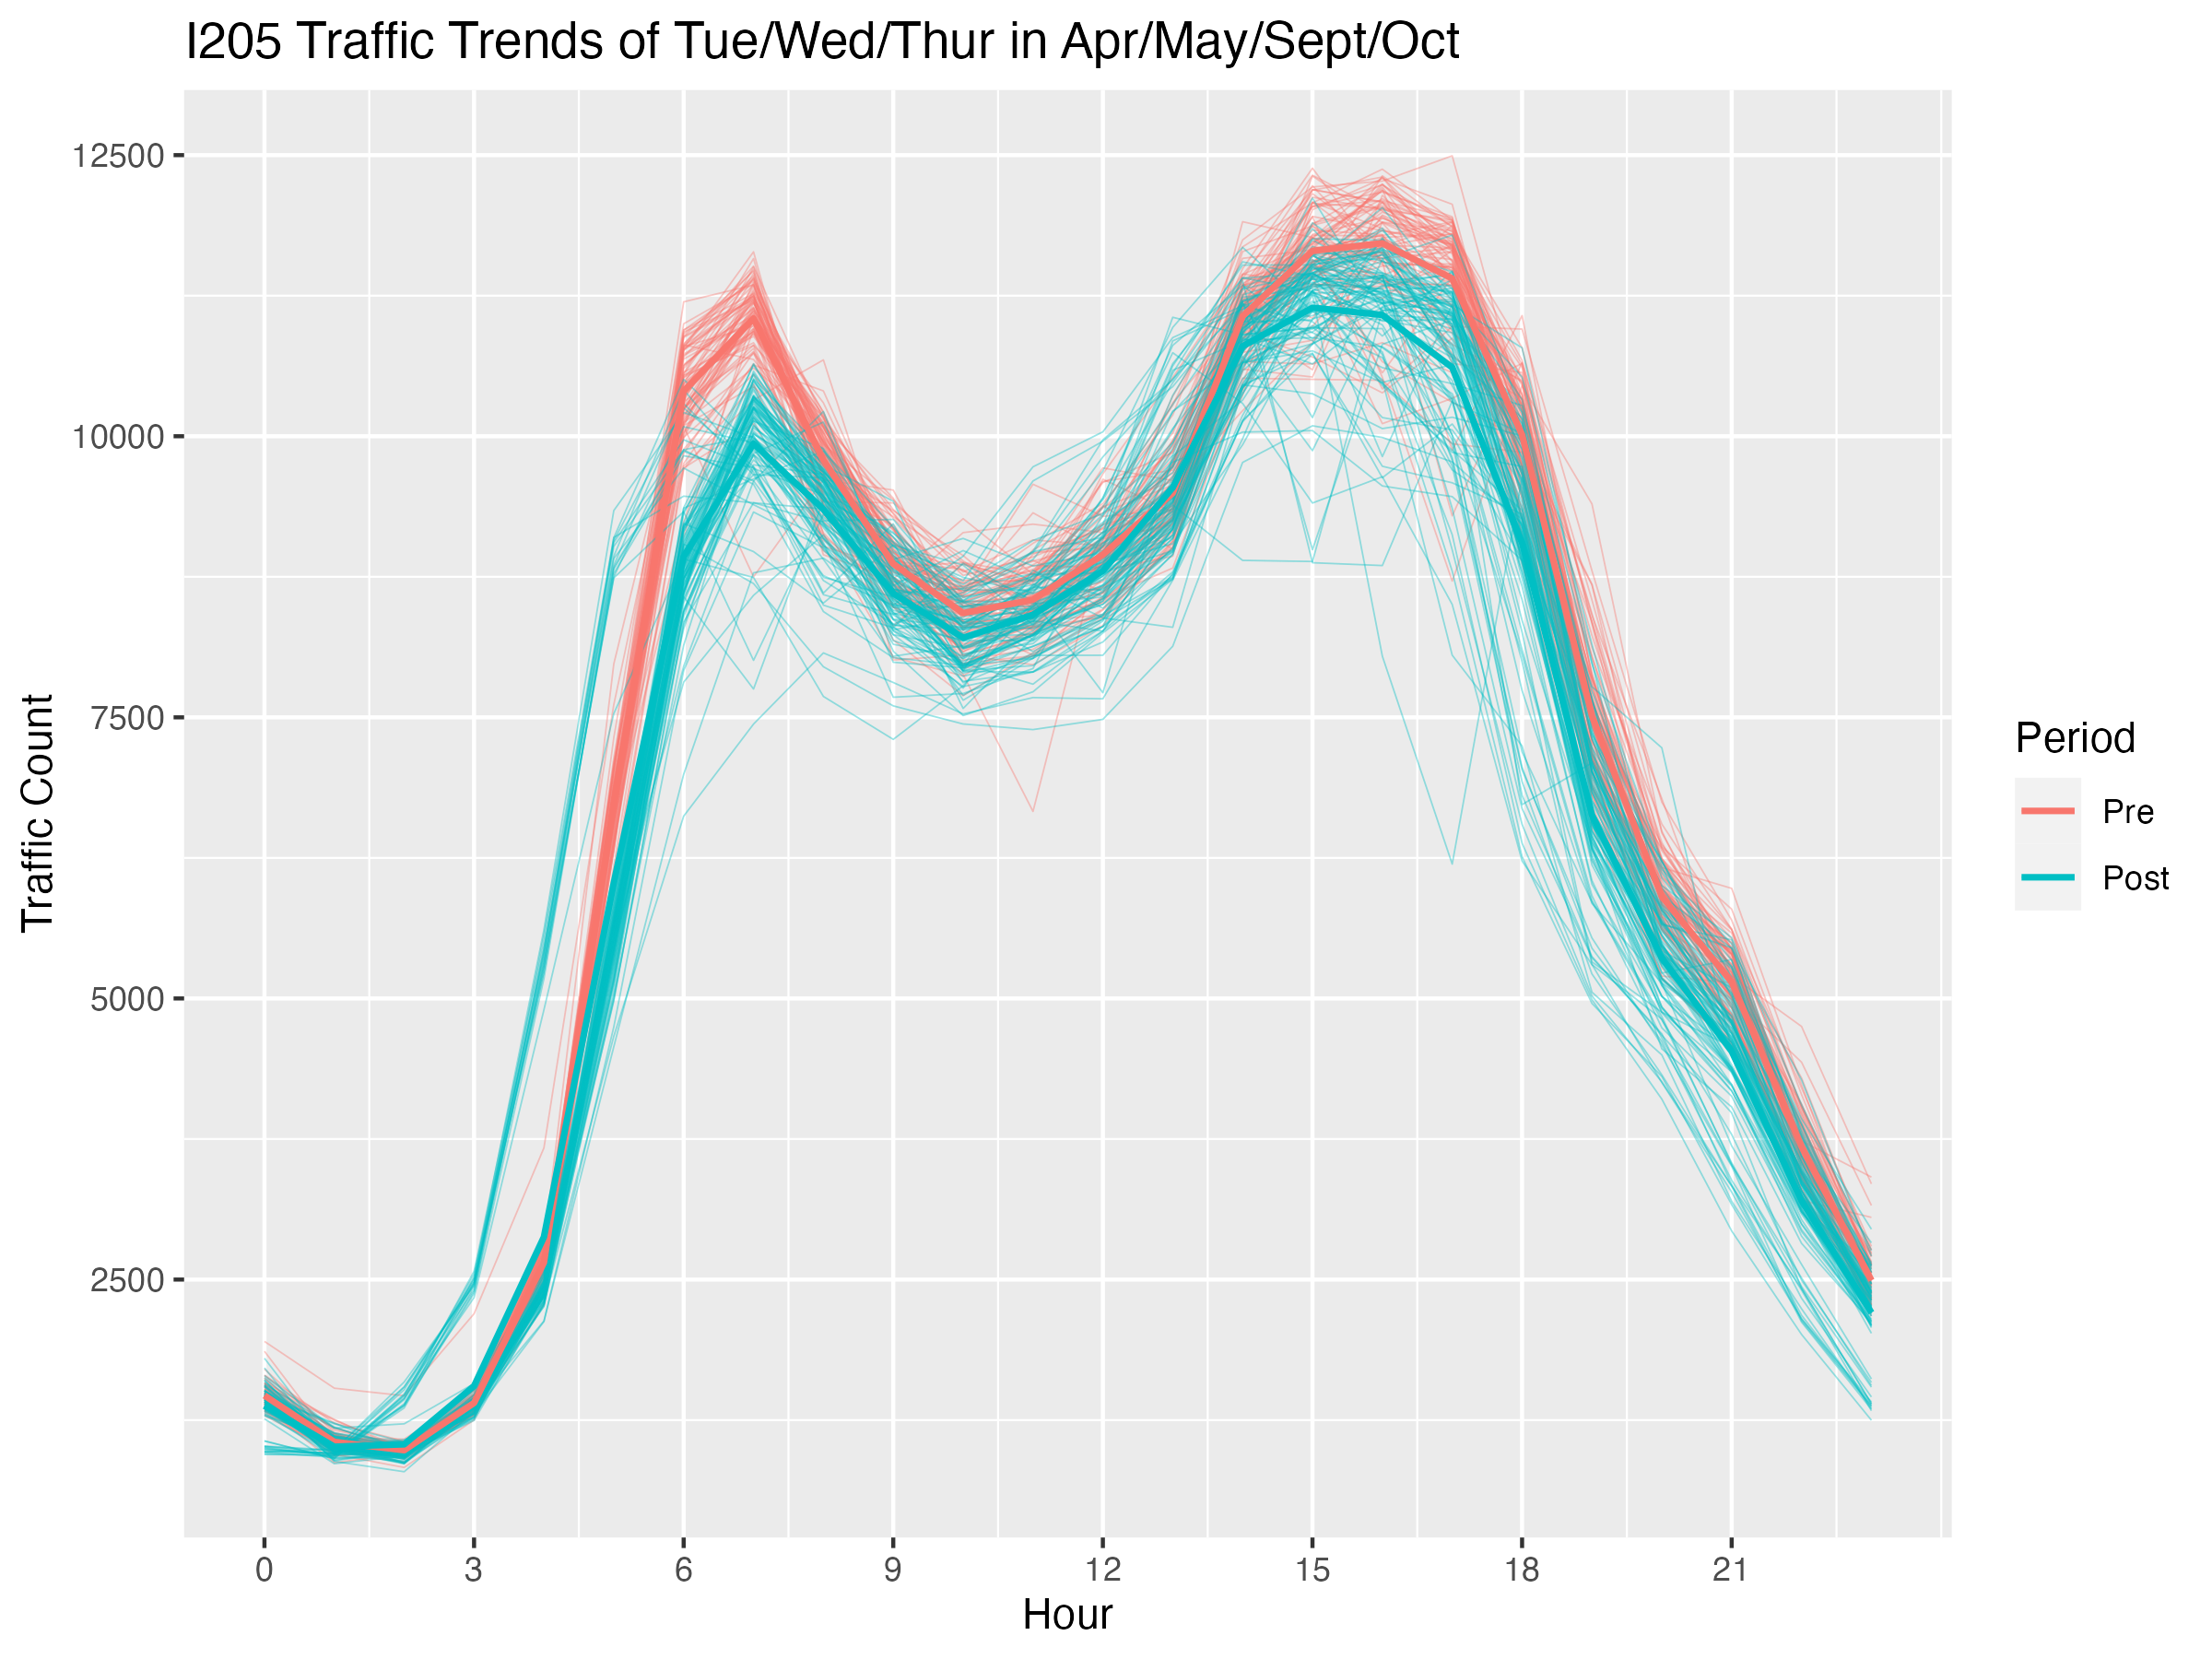 I205 Traffic Trends of Tue/Wed/Thur in Apr/May/Sept/Oct
12500
10000
7500
5000
2500
Traffic Count
0 3 6 9 12 15 18 21
Hour
Period
Pre
Post